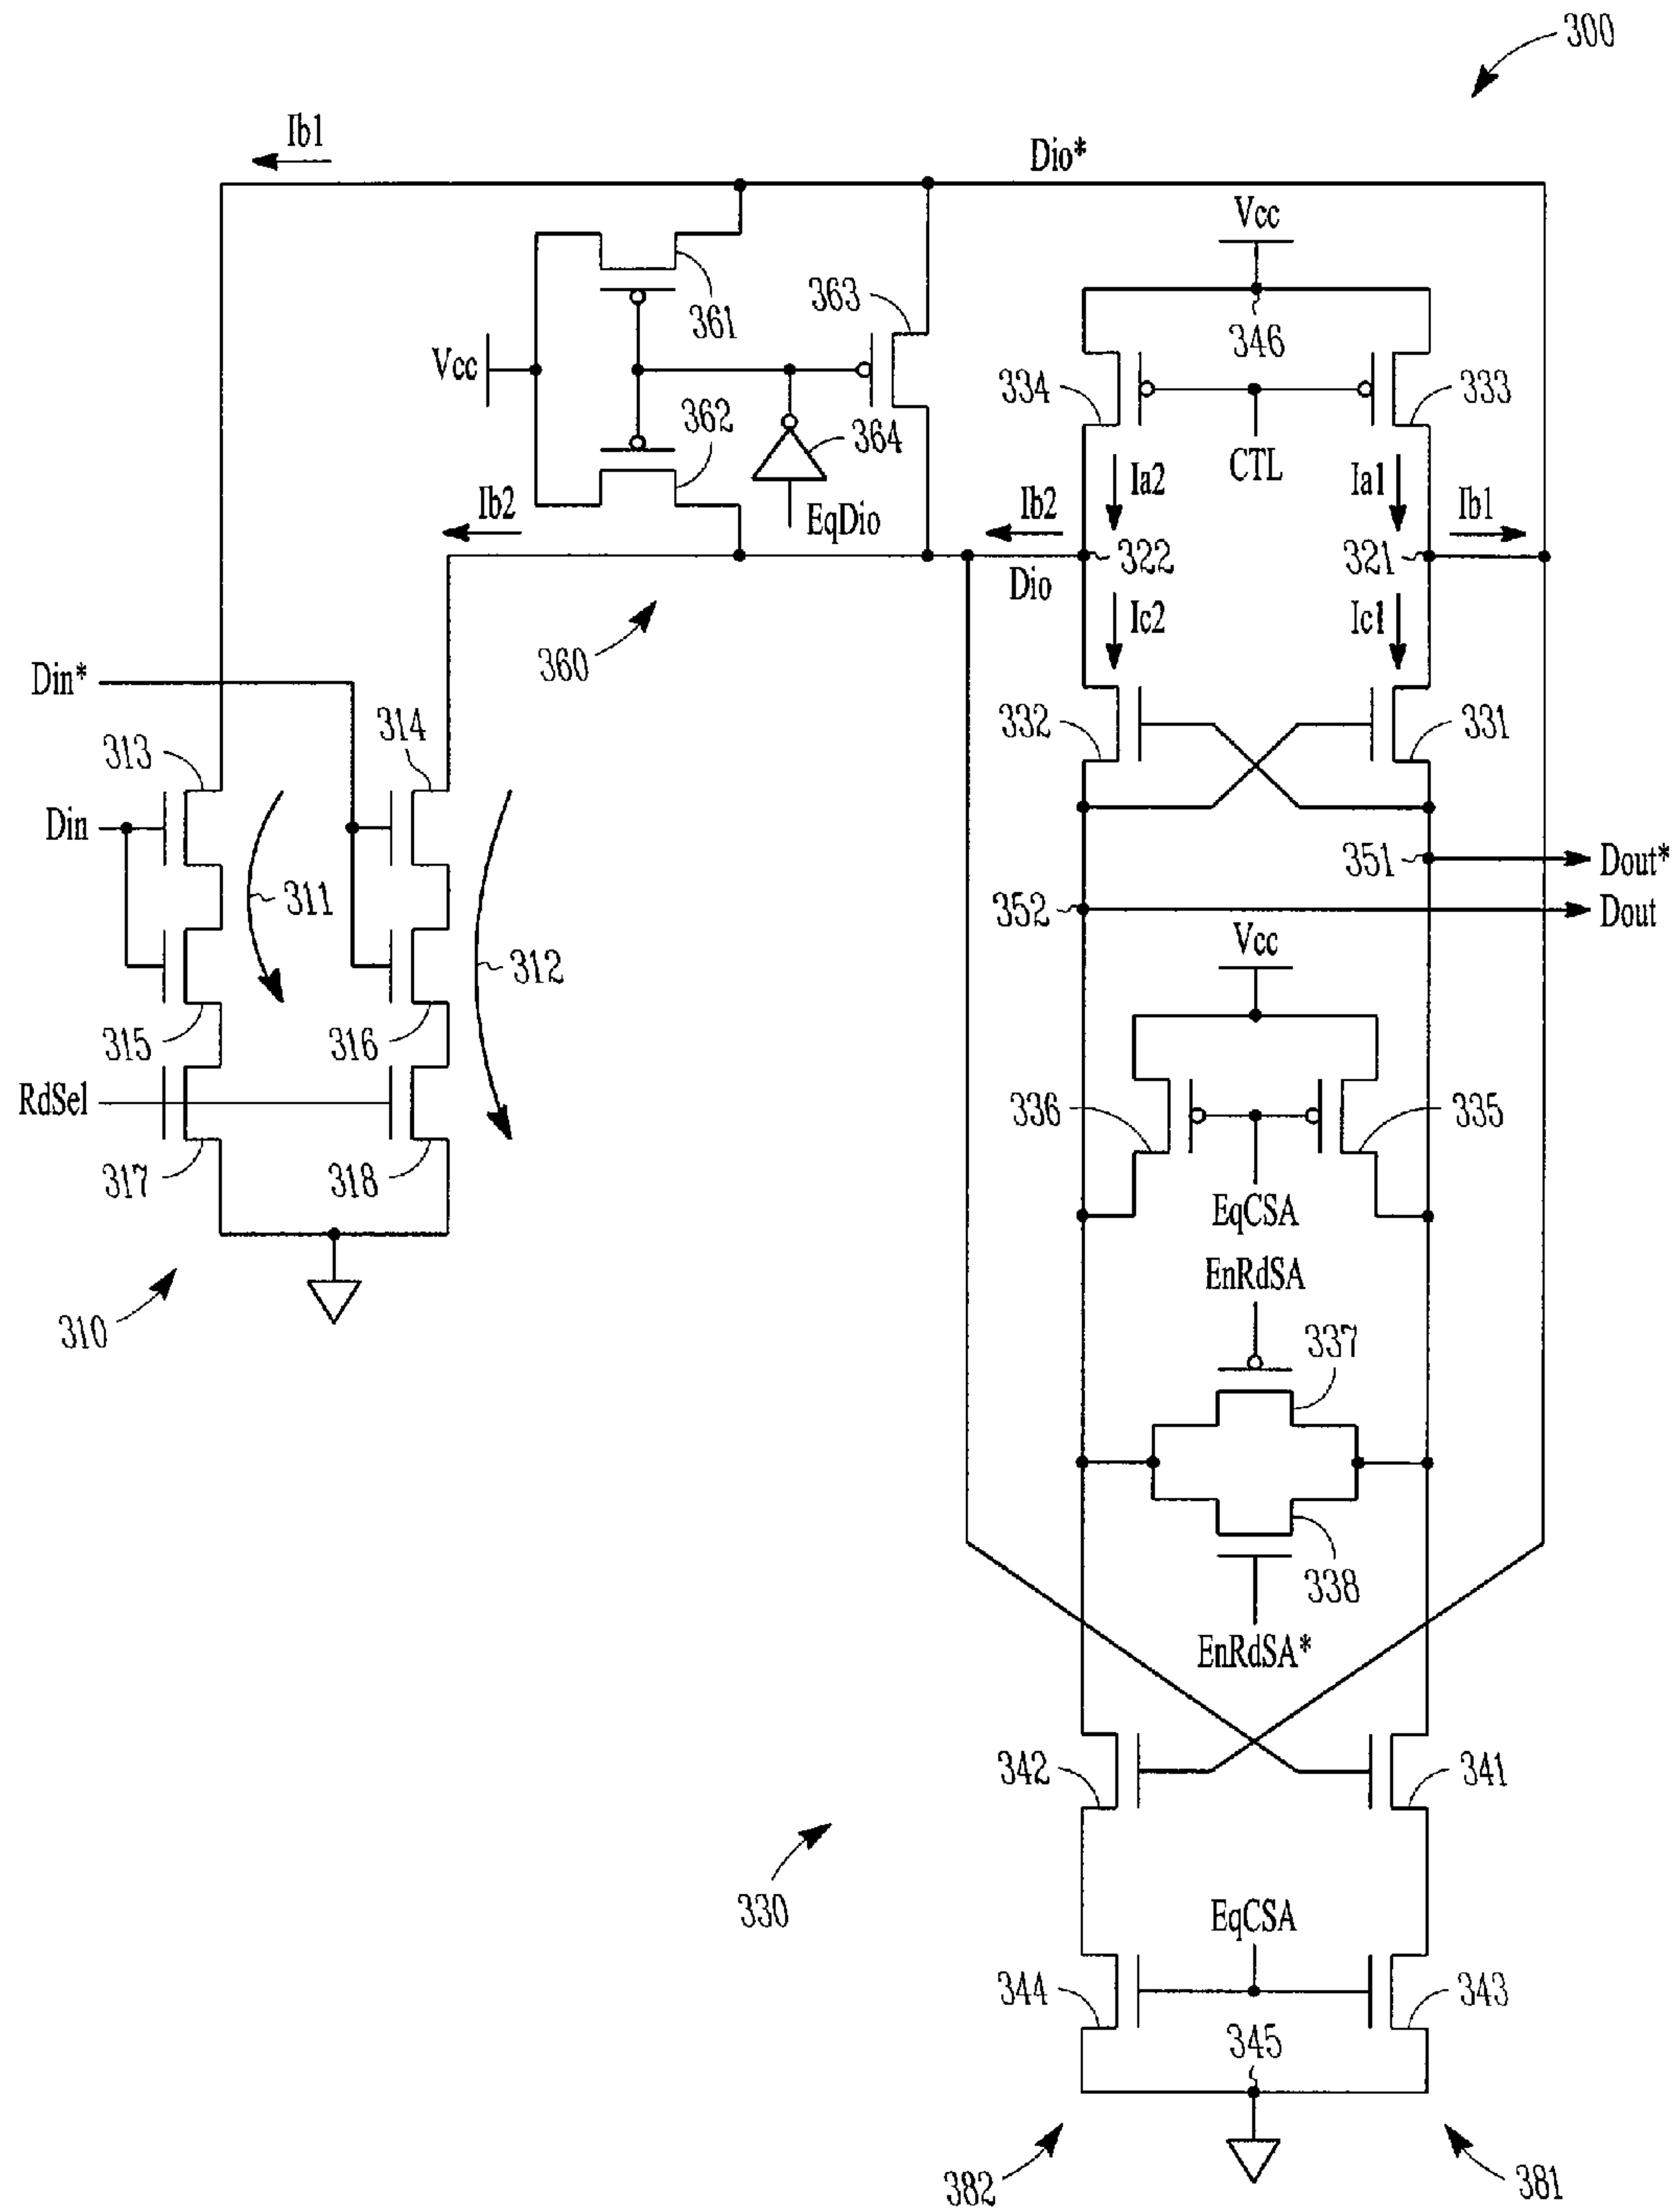 300
Ib1
Dio*
Vcc
361
363
346
Vcc
334
333
362
364
CTL
Ib2
EqDio
Ib2
Ia2
Ia1
Ib1
Dio
322
321
Ic2
Ic1
360
Din*
314
332
331
313
Din
351
Dout*
311
352
Dout
312
Vcc
315
316
RdSel
336
335
317
318
EqCSA
EnRdSA
310
337
338
EnRdSA*
342
341
330
EqCSA
344
343
345
382
381